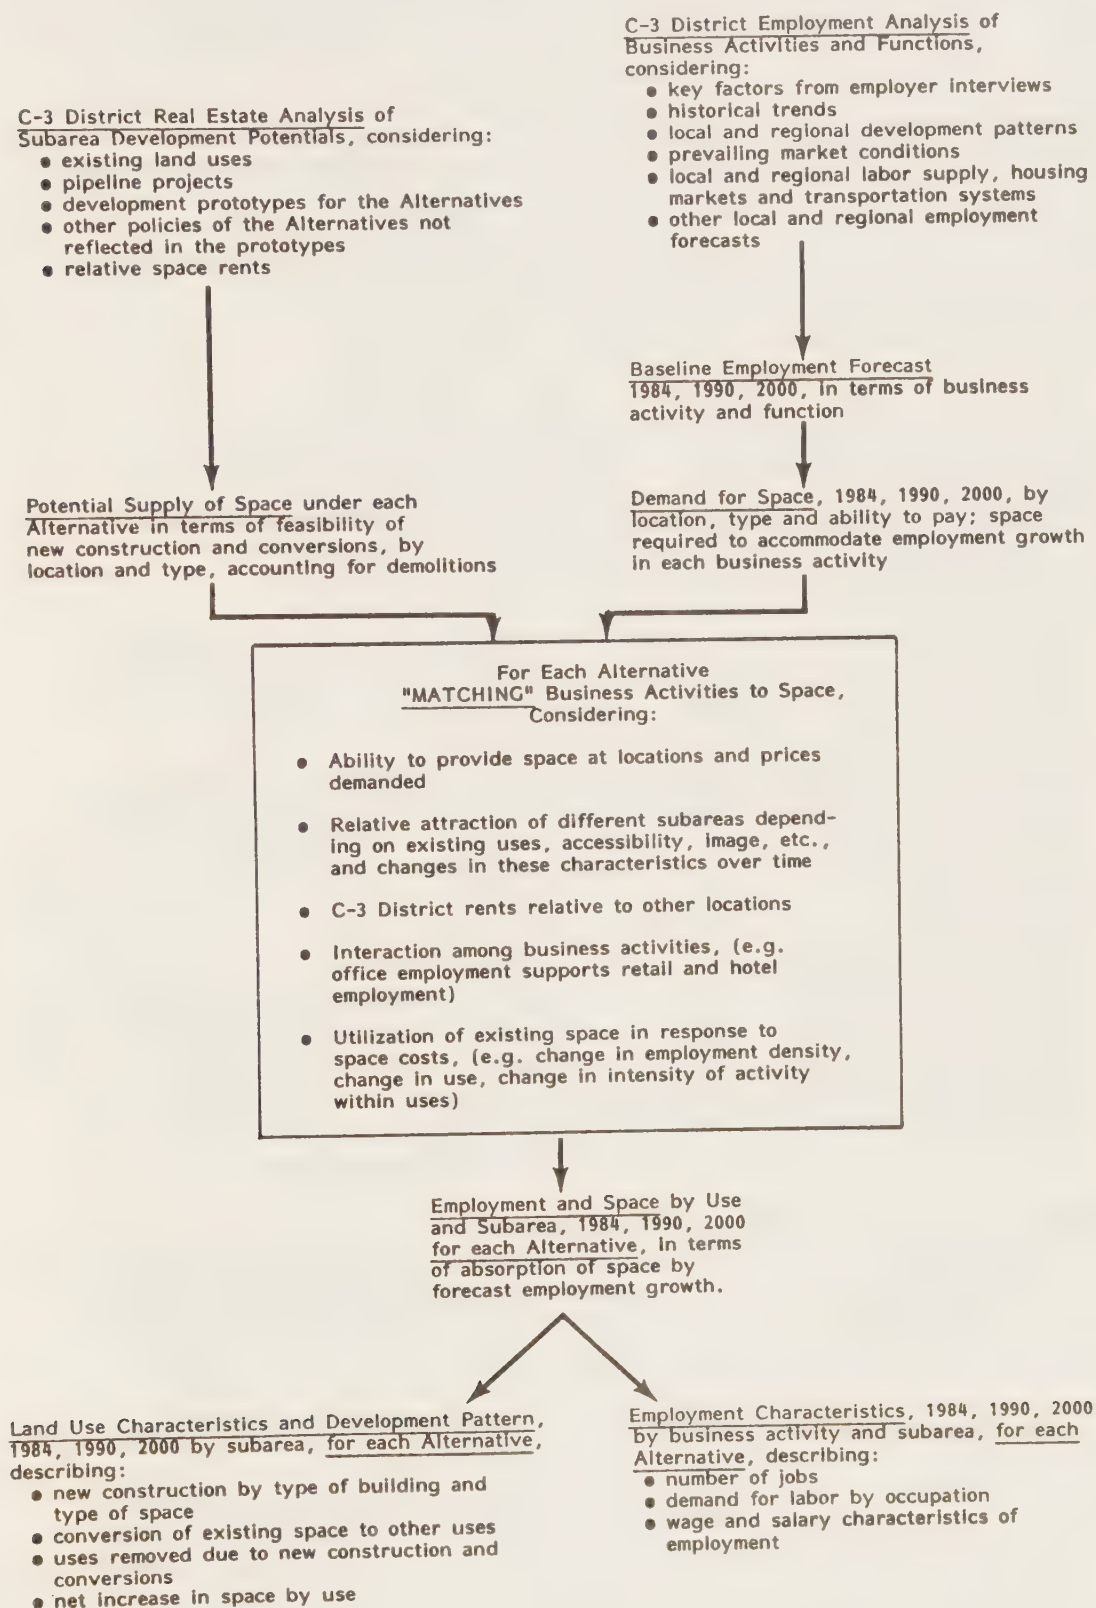 C-3 District Real Estate Analysis of
Subarea Development Potentials, considering:
● existing land uses
● pipeline projects
● development prototypes for the Alternatives
● other policies of the Alternatives not
reflected in the prototypes
● relative space rents
C-3 District Employment Analysis of
Business Activities and Functions,
considering:
● key factors from employer interviews
● historical trends
● local and regional development patterns
● prevailing market conditions
● local and regional labor supply, housing
markets and transportation systems
● other local and regional employment
forecasts
Baseline Employment Forecast
1984, 1990, 2000, in terms of business
activity and function
Potential Supply of Space under each
Alternative in terms of feasibility of
new construction and conversions, by
location and type, accounting for demolitions
Demand for Space, 1984, 1990, 2000, by
location, type and ability to pay; space
required to accommodate employment growth
in each business activity
For Each Alternative
"MATCHING" Business Activities to Space,
Considering:
● Ability to provide space at locations and prices
demanded
● Relative attraction of different subareas depend-
ing on existing uses, accessibility, image, etc.,
and changes in these characteristics over time
● C-3 District rents relative to other locations
● Interaction among business activities, (e.g.
office employment supports retail and hotel
employment)
● Utilization of existing space in response to
space costs, (e.g. change in employment density,
change in use, change in intensity of activity
within uses)
Employment and Space by Use
and Subarea, 1984, 1990, 2000
for each Alternative, in terms
of absorption of space by
forecast employment growth.
Land Use Characteristics and Development Pattern,
1984, 1990, 2000 by subarea, for each Alternative,
describing:
● new construction by type of building and
type of space
● conversion of existing space to other uses
● uses removed due to new construction and
conversions
● net increase in space by use
Employment Characteristics, 1984, 1990, 2000
by business activity and subarea, for each
Alternative, describing:
● number of jobs
● demand for labor by occupation
● wage and salary characteristics of
employment